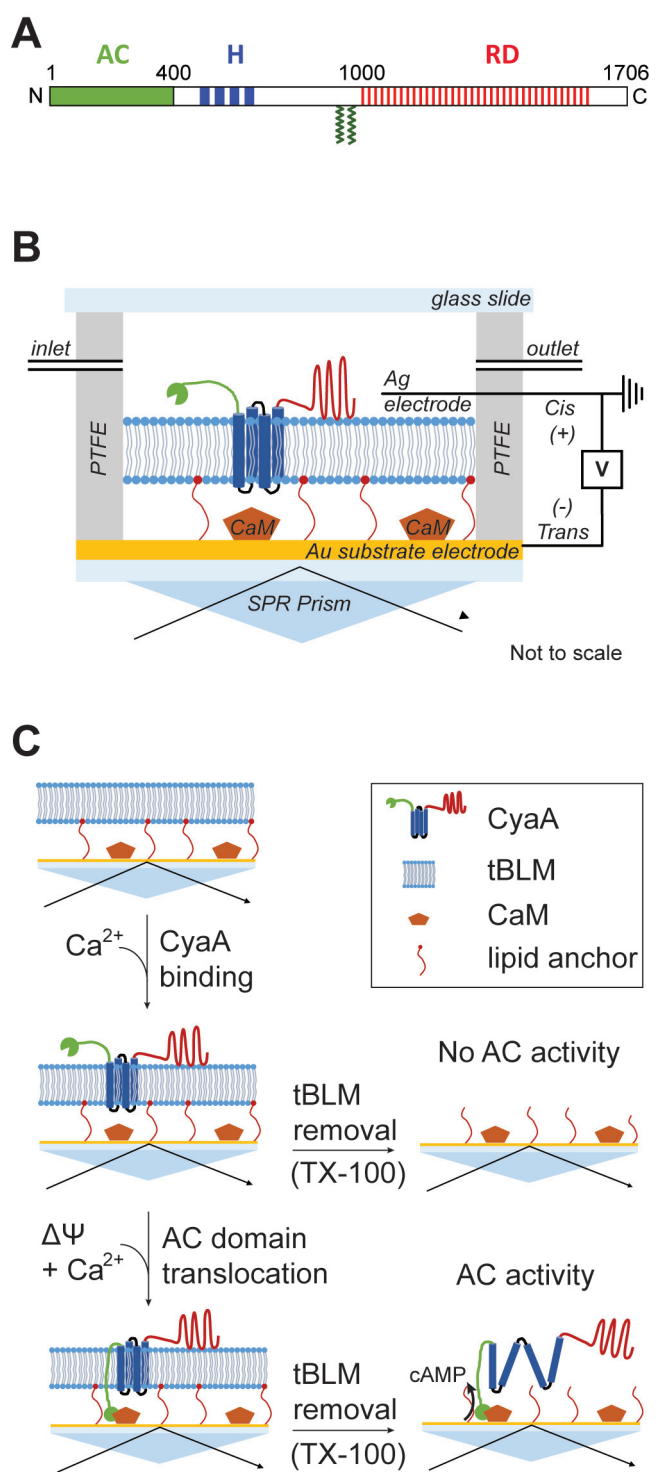 A
AC H RD
1 400 1000 1706
N C
B
glass slide
inlet
outlet
Ag
electrode
Cis
(+)
PTFE
PTFE
V
(-)
Trans
CaM
CaM
Au substrate electrode
SPR Prism
Not to scale
C
CyaA
tBLM
CaM
lipid anchor
Ca2+
CyaA
binding
No AC activity
tBLM
removal
(TX-100)
ΔΨ
+ Ca2+
AC domain
translocation
AC activity
cAMP
tBLM
removal
(TX-100)